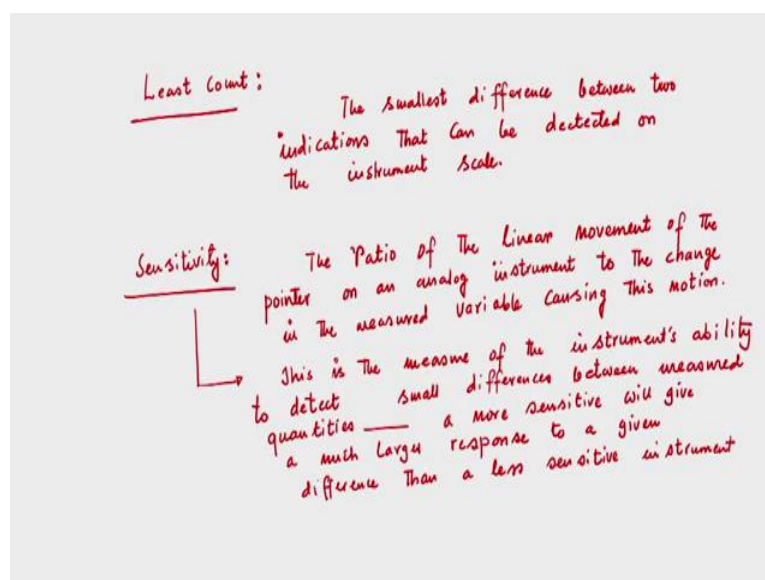 Least Count:
The smallest difference between two
indications That Can be dectected on
the instrument Scale.
Sensitivity:
The Ratio of The Linear movement of The
pointer on an analog instrument to The change
in The measured variable causing This motion.
This is The measure of the instrument's ability
to detect small differences between measured
quantities — a more sensitive will give
a much Larger response to a given
difference Than a less sensitive instrument